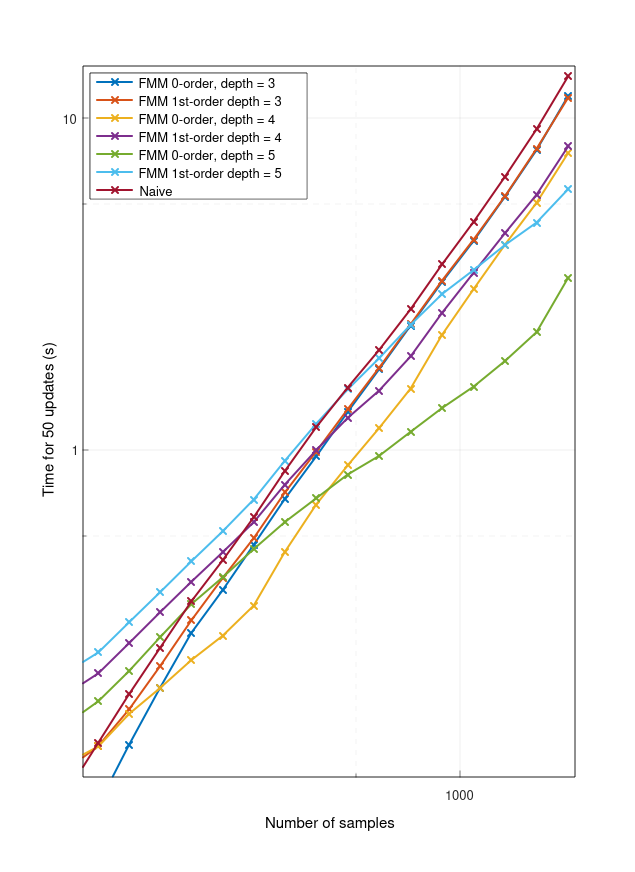 FMM 0-order, depth = 3
FMM 1st-order depth = 3
FMM 0-order, depth = 4
FMM 1st-order depth = 4
FMM 0-order, depth = 5
FMM 1st-order, depth = 5
Naive
10
1
Time for 50 updates (s)
1000
Number of samples